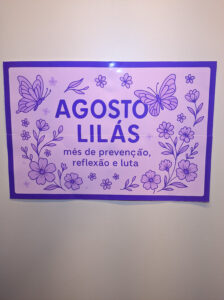 AGOSTO
LILÁS
mês de prevenção,
reflexão e luta